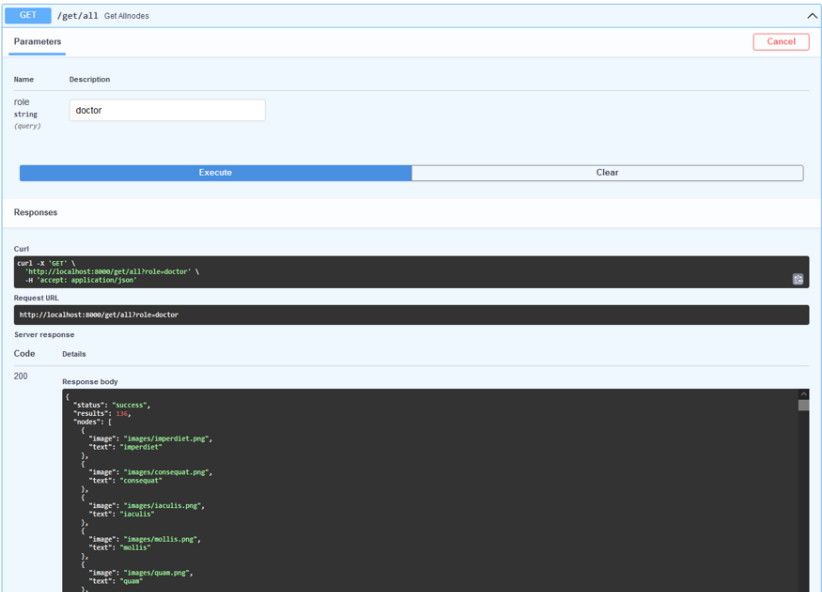 GET /get/all Get Allnodes
Parameters
Cancel
Name Description
role
string
(query)
doctor
Execute Clear
Responses
Curl
curl -X 'GET' \
'http://localhost:8000/get/all?role=doctor' \
-H 'accept: application/json'
Request URL
http://localhost:8000/get/all?role=doctor
Server response
Code Details
200
Response body
{
"status": "success",
"results": 136,
"nodes": [
{
"image": "images/imperdiet.png",
"text": "imperdiet"
},
{
"image": "images/consequat.png",
"text": "consequat"
},
{
"image": "images/iaculis.png",
"text": "iaculis"
},
{
"image": "images/mollis.png",
"text": "mollis"
},
{
"image": "images/quam.png",
"text": "quam"
},